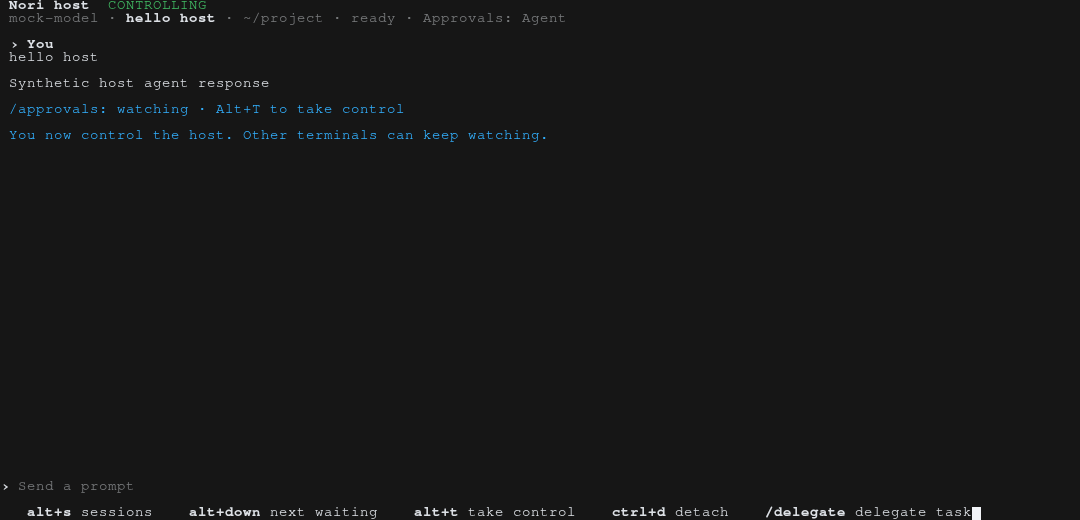 Nori host  CONTROLLING
mock-model · hello host · ~/project · ready · Approvals: Agent
› You
hello host
Synthetic host agent response
/approvals: watching · Alt+T to take control
You now control the host. Other terminals can keep watching.
› Send a prompt
alt+s sessions    alt+down next waiting    alt+t take control    ctrl+d detach    /delegate delegate task